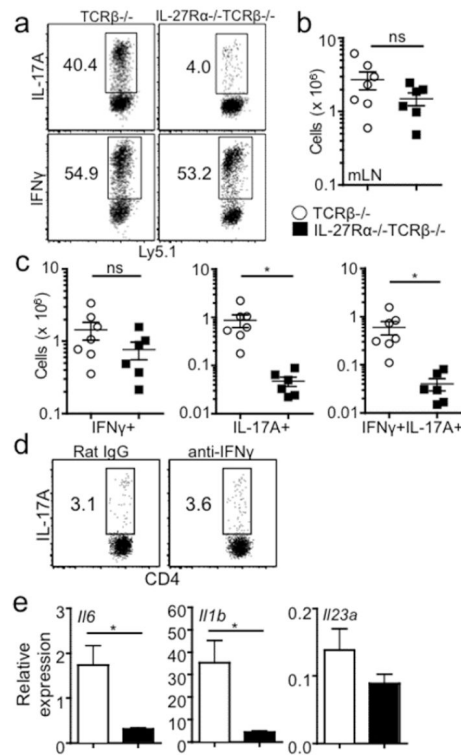 a
TCRβ-/-
IL-27Rα-/-TCRβ-/-
IL-17A
40.4
4.0
IFNγ
54.9
53.2
Ly5.1
b
ns
Cells (x 10⁶)
10
1
0.1
mLN
TCRβ-/-
IL-27Rα-/-TCRβ-/-
c
Cells (x 10⁶)
10
1
0.1
ns
IFNγ+
10
1
0.1
0.01
*
IL-17A+
10
1
0.1
0.01
*
IFNγ+IL-17A+
d
Rat IgG
anti-IFNγ
IL-17A
3.1
3.6
CD4
e
Relative
expression
Il6
*
3
2
1
0
Il1b
*
60
50
40
30
20
10
0
Il23a
0.2
0.1
0.0